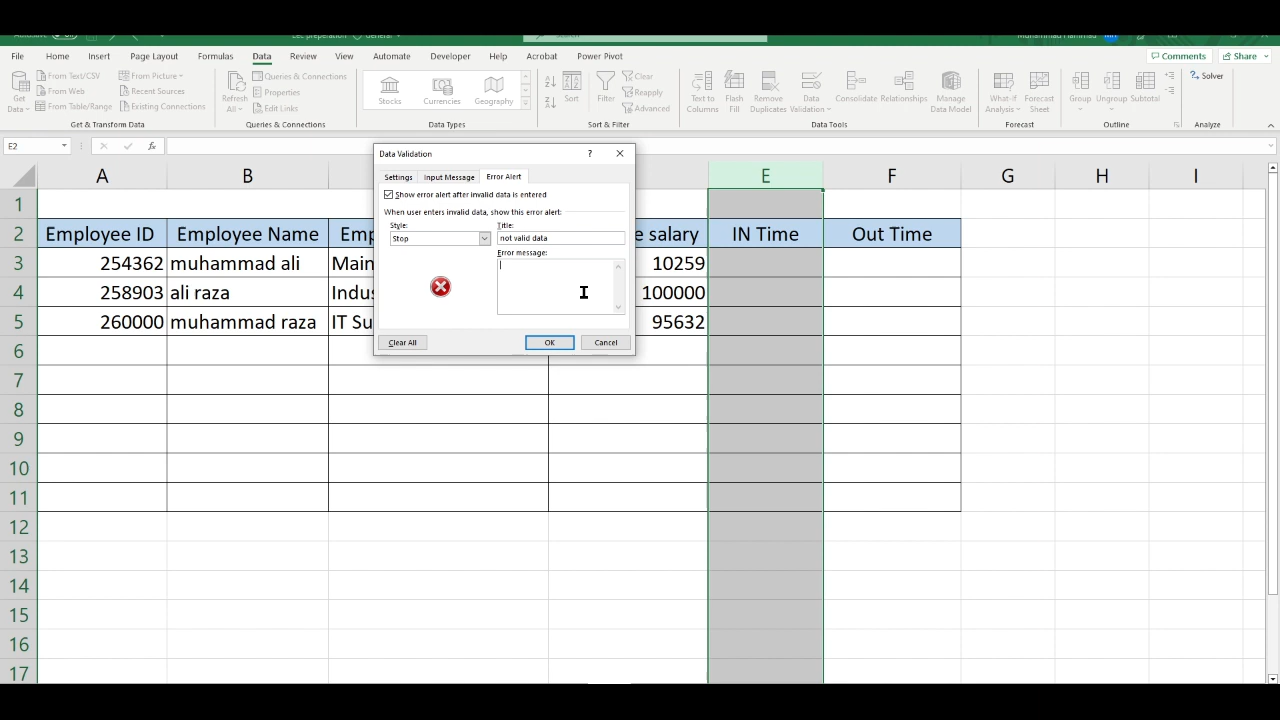 File Home Insert Page Layout Formulas Data Review View Automate Developer Help Acrobat Power Pivot Comments Share
Get Data
From Text/CSV
From Web
From Table/Range
From Picture
Recent Sources
Existing Connections
Get & Transform Data
Refresh All
Queries & Connections
Properties
Edit Links
Queries & Connections
Stocks Currencies Geography
Data Types
Sort
Filter
Clear
Reapply
Advanced
Sort & Filter
Text to Columns
Flash Fill
Remove Duplicates
Data Validation
Consolidate
Relationships
Manage Data Model
Data Tools
What-If Analysis
Forecast Sheet
Forecast
Group
Ungroup
Subtotal
Outline
Solver
Analyze
E2 fx
Data Validation ?
Settings Input Message Error Alert
Show error alert after invalid data is entered
When user enters invalid data, show this error alert:
Style: Title:
Stop not valid data
Error message:
Clear All OK Cancel
A B E F G H I
1
2 Employee ID Employee Name Emp e salary IN Time Out Time
3 254362 muhammad ali Main 10259
4 258903 ali raza Indus 100000
5 260000 muhammad raza IT Su 95632
6
7
8
9
10
11
12
13
14
15
16
17